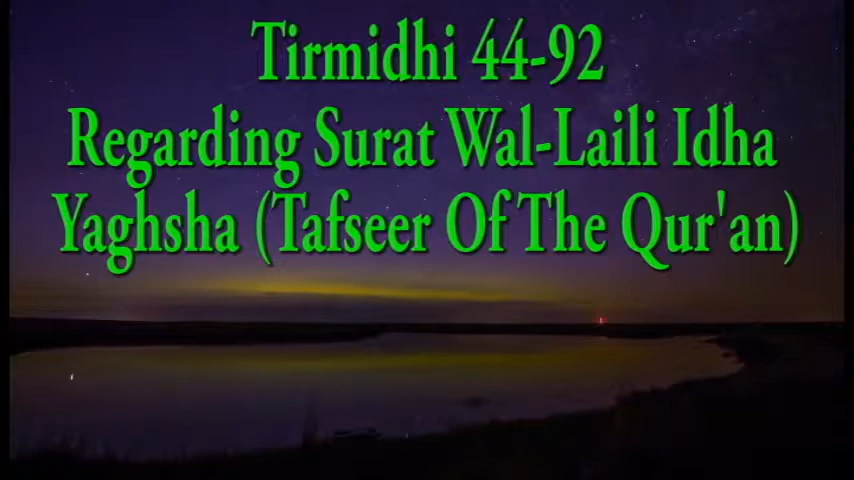 Tirmidhi 44-92
Regarding Surat Wal-Laili Idha
Yaghsha (Tafseer Of The Qur'an)